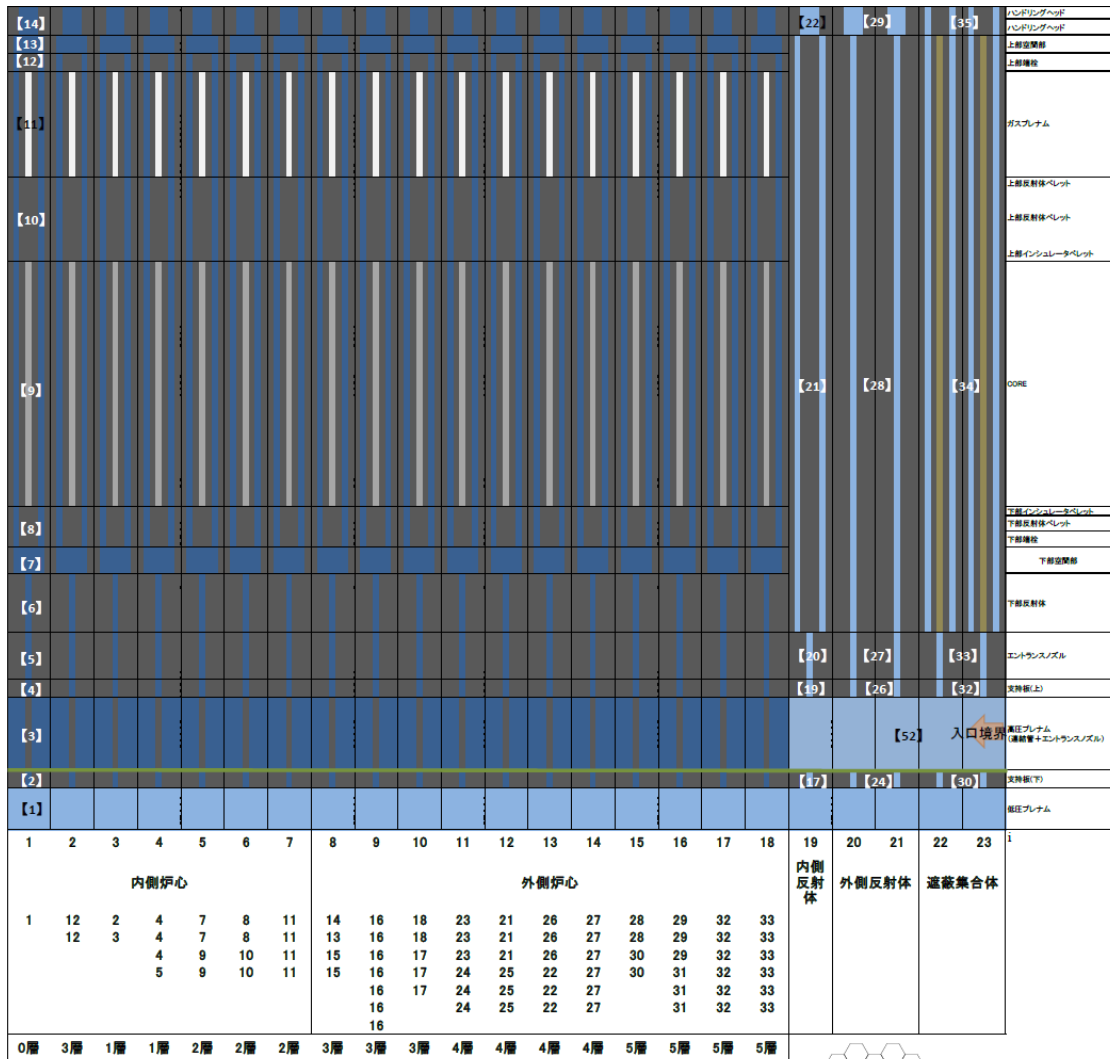 【14】 【22】 【29】 【35】 ハンドリングヘッド
ハンドリングヘッド
【13】 上部空間部
【12】 上部端栓
【11】 ガスプレナム
上部反射体ペレット
【10】 上部反射体ペレット
上部インシュレータペレット
【9】 【21】 【28】 【34】 CORE
下部インシュレータペレット
【8】 下部反射体ペレット
下部端栓
【7】 下部空間部
【6】 下部反射体
【5】 【20】 【27】 【33】 エントランスノズル
【4】 【19】 【26】 【32】 支持板(上)
【3】 【52】 入口境界 高圧プレナム
(連結管+エントランスノズル)
【2】 【17】 【24】 【30】 支持板(下)
【1】 低圧プレナム
1 2 3 4 5 6 7 8 9 10 11 12 13 14 15 16 17 18 19 20 21 22 23 i
内側炉心 外側炉心 内側反射体 外側反射体 遮蔽集合体
1 12 2 4 7 8 11 14 16 18 23 21 26 27 28 29 32 33
12 3 4 7 8 11 13 16 18 23 21 26 27 28 29 32 33
4 9 10 11 15 16 17 23 21 26 27 30 29 32 33
5 9 10 11 15 16 17 24 25 22 27 30 31 32 33
16 17 24 25 22 27 31 32 33
16 24 25 22 27 31 32 33
16
0層 3層 1層 1層 2層 2層 2層 3層 3層 3層 4層 4層 4層 4層 5層 5層 5層 5層